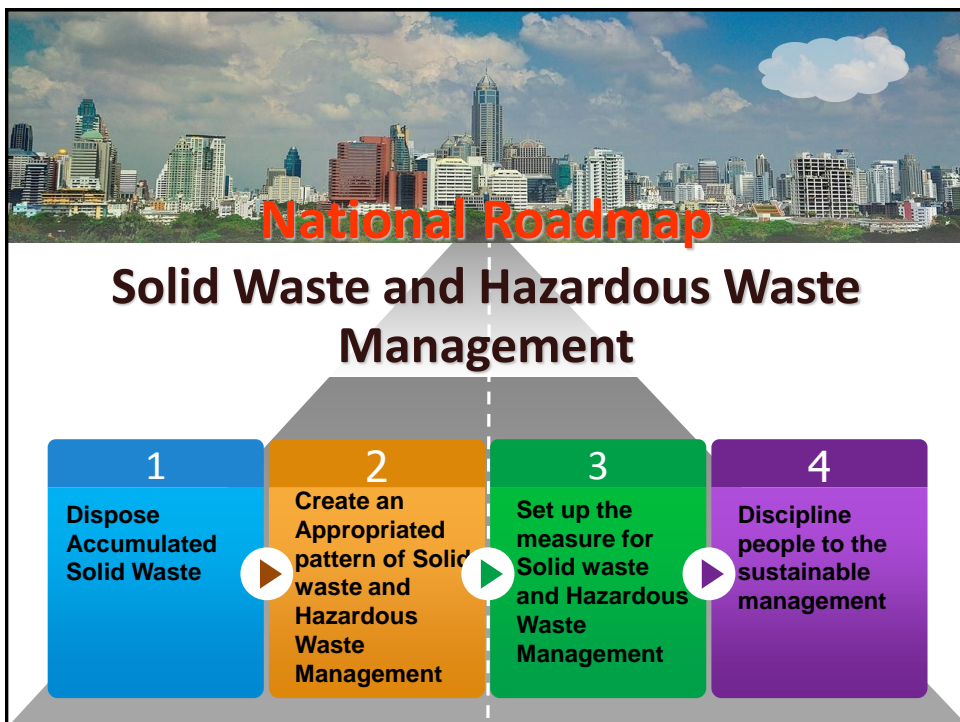 National Roadmap
Solid Waste and Hazardous Waste
Management
1
Dispose
Accumulated
Solid Waste
2
Create an
Appropriated
pattern of Solid
waste and
Hazardous
Waste
Management
3
Set up the
measure for
Solid waste
and Hazardous
Waste
Management
4
Discipline
people to the
sustainable
management